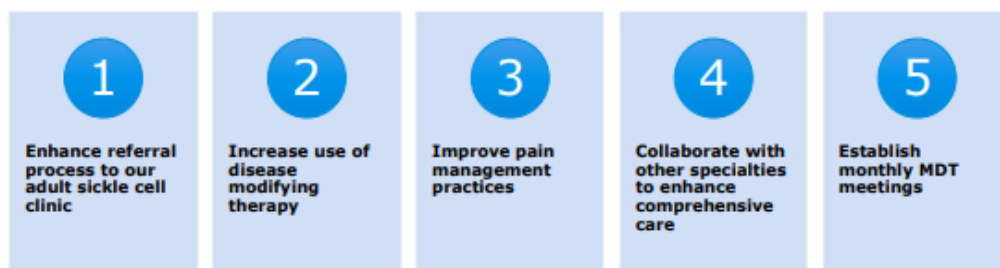 1
Enhance referral
process to our
adult sickle cell
clinic
2
Increase use of
disease
modifying
therapy
3
Improve pain
management
practices
4
Collaborate with
other specialties
to enhance
comprehensive
care
5
Establish
monthly MDT
meetings